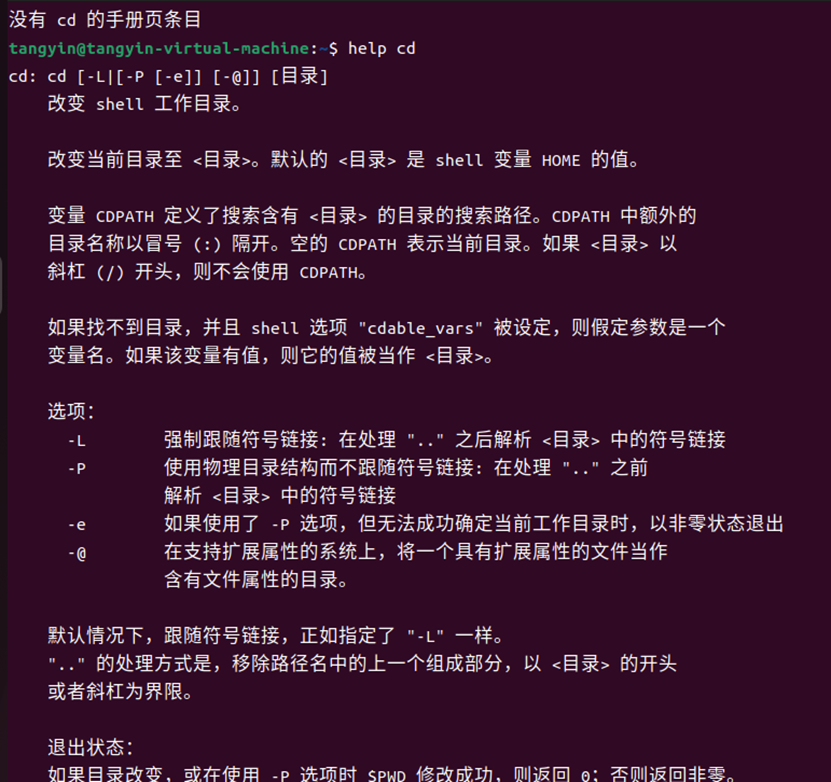 没有 cd 的手册页条目
tangyin@tangyin-virtual-machine:~$ help cd
cd: cd [-L|[-P [-e]] [-@]] [目录]
改变 shell 工作目录。
改变当前目录至 <目录>。默认的 <目录> 是 shell 变量 HOME 的值。
变量 CDPATH 定义了搜索含有 <目录> 的目录的搜索路径。CDPATH 中额外的
目录名称以冒号 (:) 隔开。空的 CDPATH 表示当前目录。如果 <目录> 以
斜杠 (/) 开头，则不会使用 CDPATH。
如果找不到目录，并且 shell 选项 "cdable_vars" 被设定，则假定参数是一个
变量名。如果该变量有值，则它的值被当作 <目录>。
选项：
-L 强制跟随符号链接: 在处理 ".." 之后解析 <目录> 中的符号链接
-P 使用物理目录结构而不跟随符号链接: 在处理 ".." 之前
解析 <目录> 中的符号链接
-e 如果使用了 -P 选项，但无法成功确定当前工作目录时，以非零状态退出
-@ 在支持扩展属性的系统上，将一个具有扩展属性的文件当作
含有文件属性的目录。
默认情况下，跟随符号链接，正如指定了 "-L" 一样。
".." 的处理方式是，移除路径名中的上一个组成部分，以 <目录> 的开头
或者斜杠为界限。
退出状态：
如果目录改变，或在使用 -P 选项时 $PWD 修改成功，则返回 0；否则返回非零。